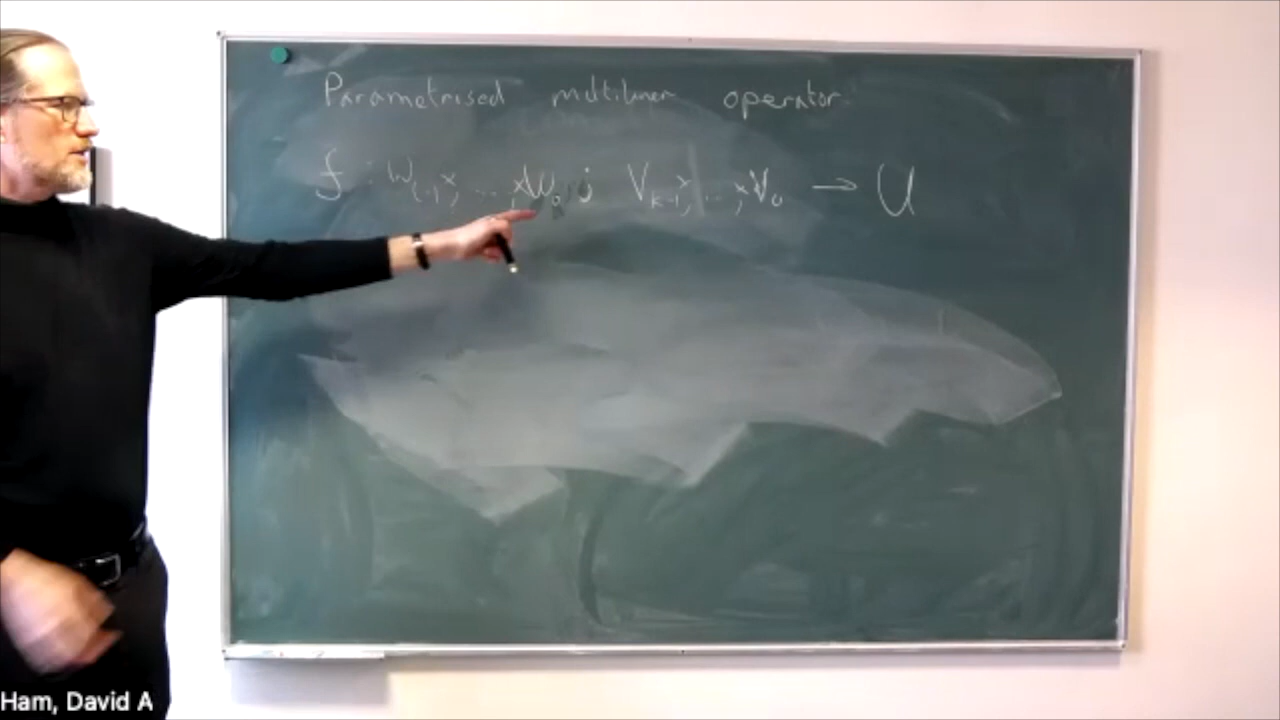 Parametrised multilinear operator.
f : W_{l-1} × , ... , × W_0 ; V_{k-1} × , ... , × V_0 → U
Ham, David A